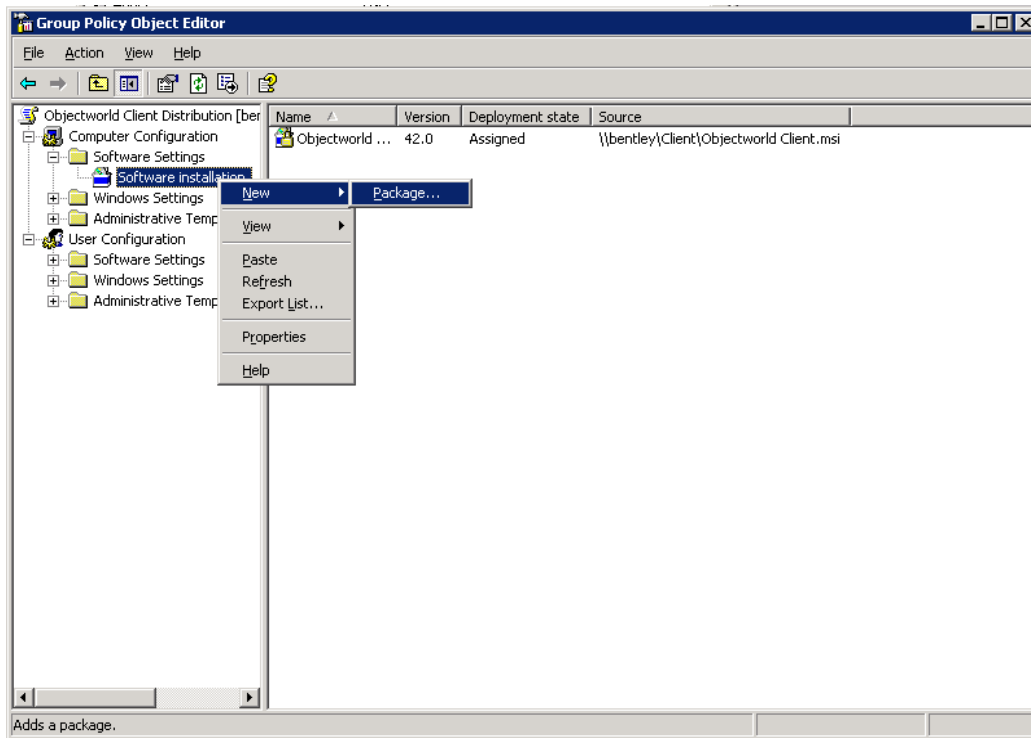 Group Policy Object Editor
File Action View Help
Objectworld Client Distribution [ber
Computer Configuration
Software Settings
Software installation
Windows Settings
Administrative Temp
User Configuration
Software Settings
Windows Settings
Administrative Temp
Name Version Deployment state Source
Objectworld ... 42.0 Assigned \\bentley\Client\Objectworld Client.msi
New
Package...
View
Paste
Refresh
Export List...
Properties
Help
Adds a package.